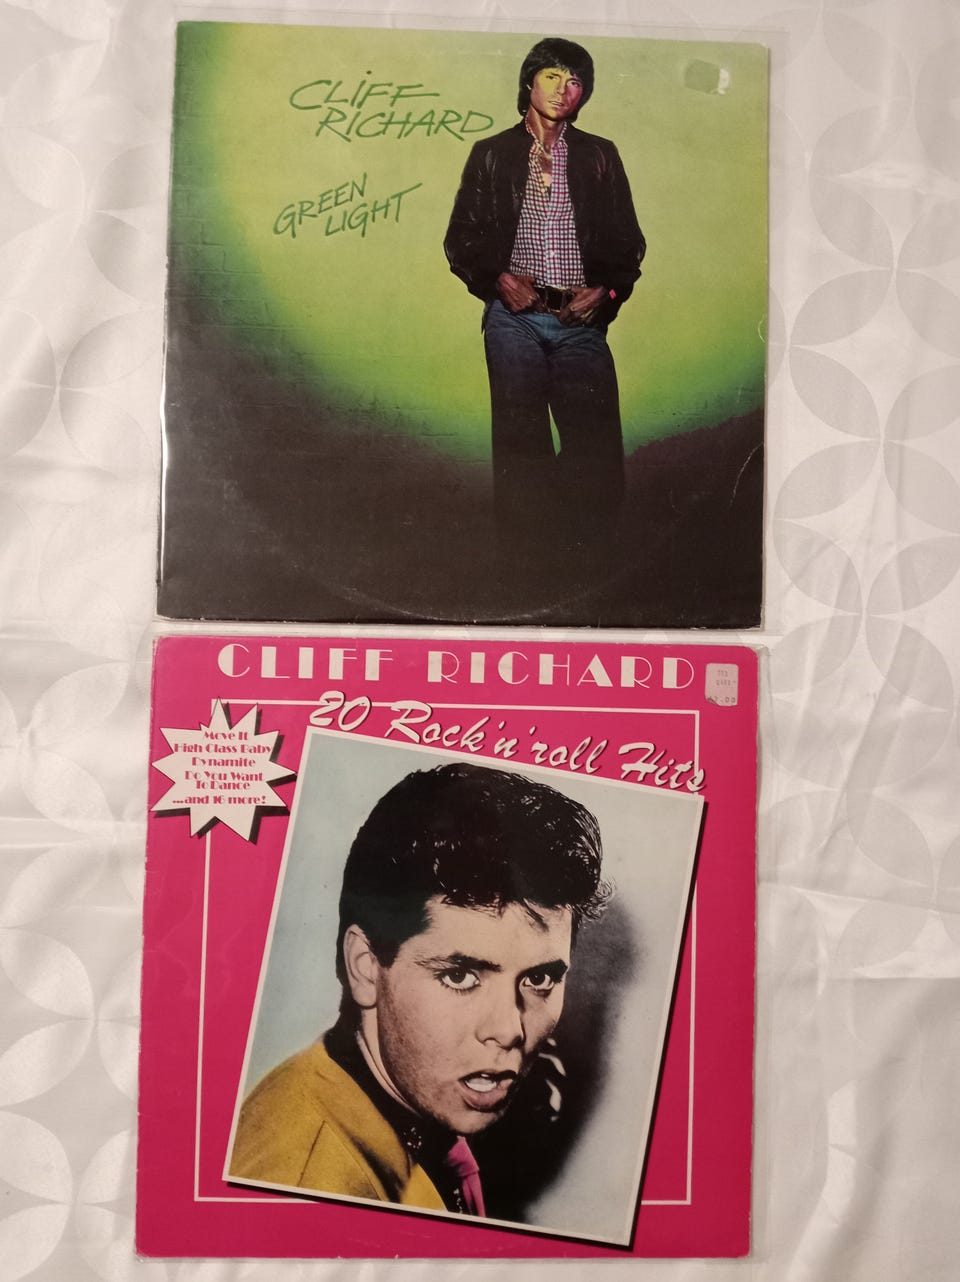 CLiFF
RICHARD
GREEN
LIGHT
CLIFF RICHARD
20 Rock'n'roll Hits
Move It
High Class Baby
Dynamite
Do You Want
To Dance
...and 16 more!